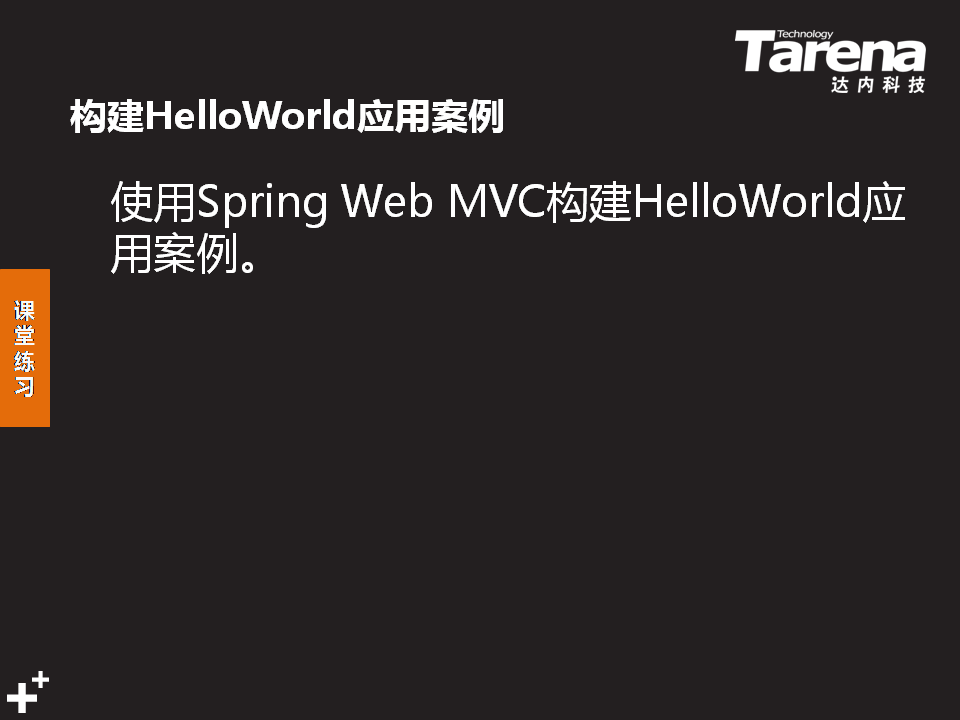 Technology
Tarena
达内科技
构建HelloWorld应用案例
使用Spring Web MVC构建HelloWorld应
用案例。
课
堂
练
习